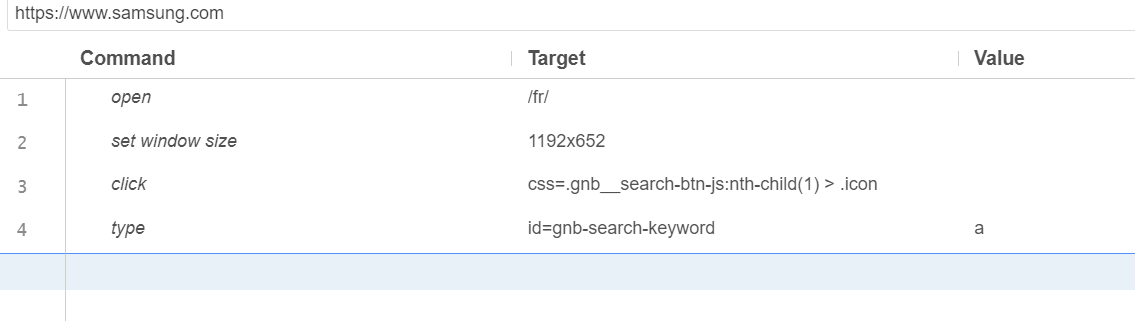 https://www.samsung.com
Command Target Value
1 open /fr/
2 set window size 1192x652
3 click css=.gnb__search-btn-js:nth-child(1) > .icon
4 type id=gnb-search-keyword a